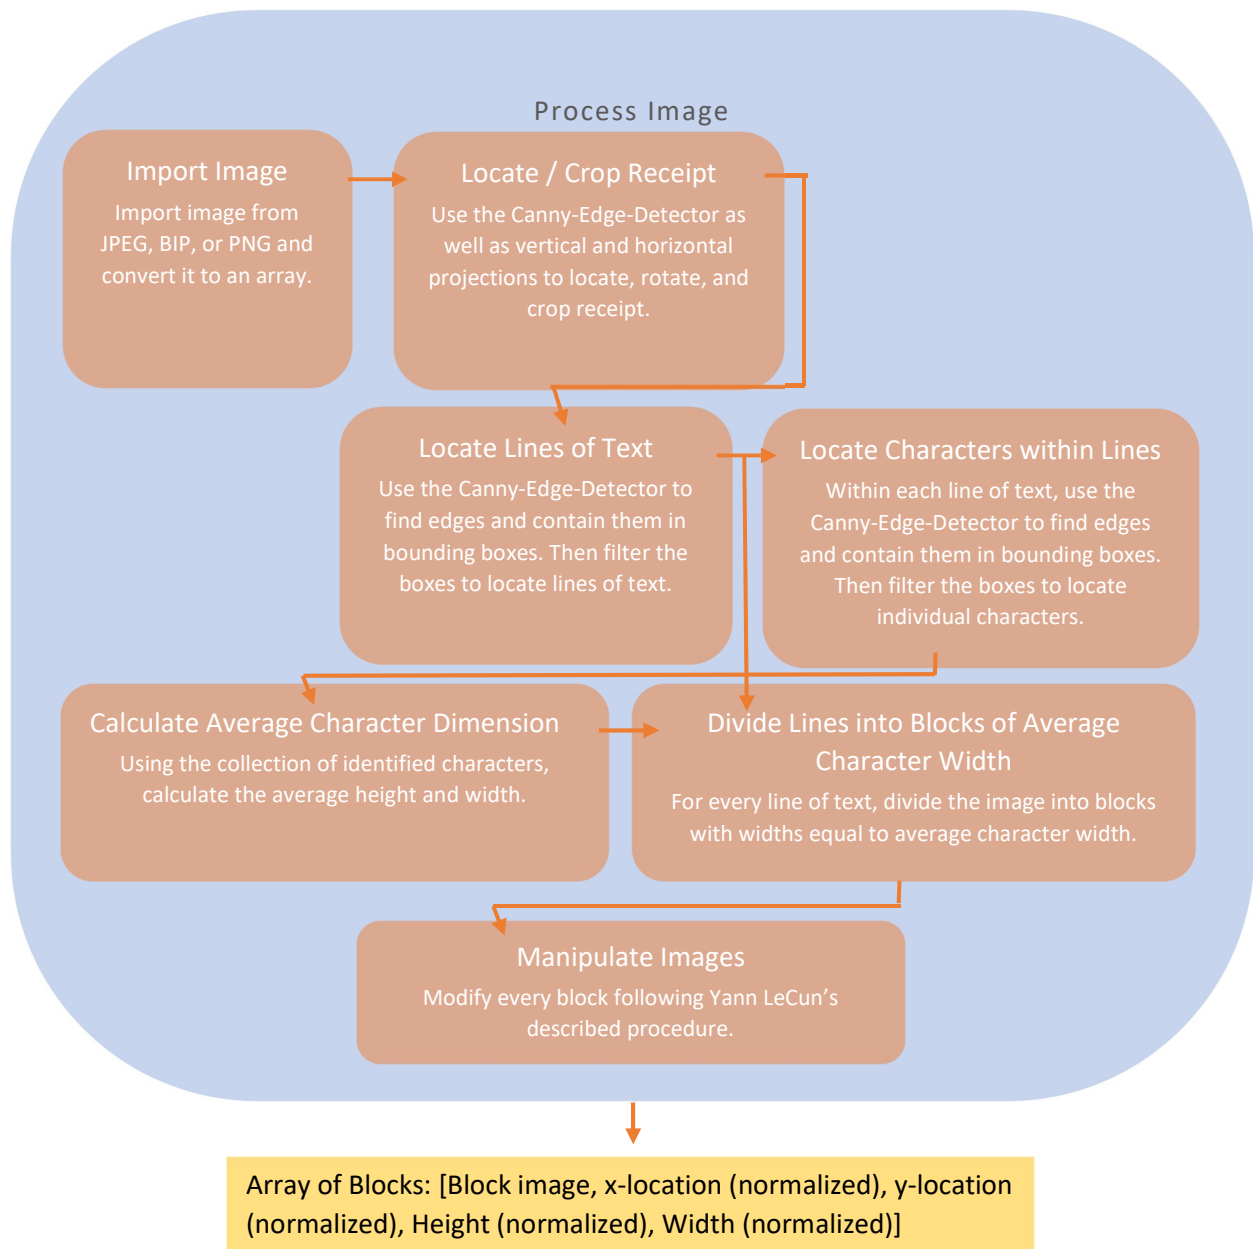 Process Image
Import Image
Import image from
JPEG, BIP, or PNG and
convert it to an array.
Locate / Crop Receipt
Use the Canny-Edge-Detector as
well as vertical and horizontal
projections to locate, rotate, and
crop receipt.
Locate Lines of Text
Use the Canny-Edge-Detector to
find edges and contain them in
bounding boxes. Then filter the
boxes to locate lines of text.
Locate Characters within Lines
Within each line of text, use the
Canny-Edge-Detector to find edges
and contain them in bounding boxes.
Then filter the boxes to locate
individual characters.
Calculate Average Character Dimension
Using the collection of identified characters,
calculate the average height and width.
Divide Lines into Blocks of Average
Character Width
For every line of text, divide the image into blocks
with widths equal to average character width.
Manipulate Images
Modify every block following Yann LeCun’s
described procedure.
Array of Blocks: [Block image, x-location (normalized), y-location
(normalized), Height (normalized), Width (normalized)]